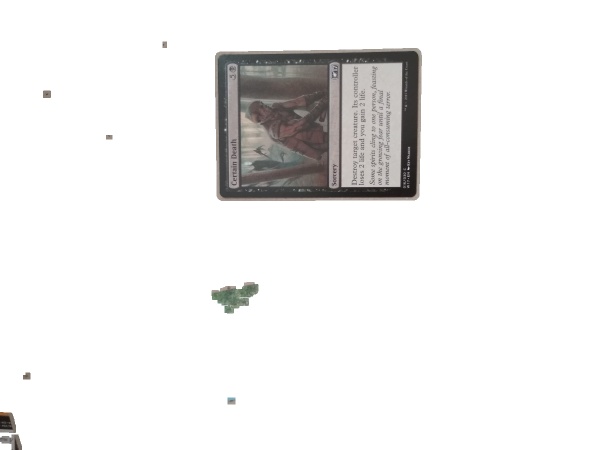 Certain Death
Sorcery
Destroy target creature. Its controller
loses 2 life and you gain 2 life.
Some spirits cling to one person, feasting
on the growing fear until a final
moment of all-consuming terror.